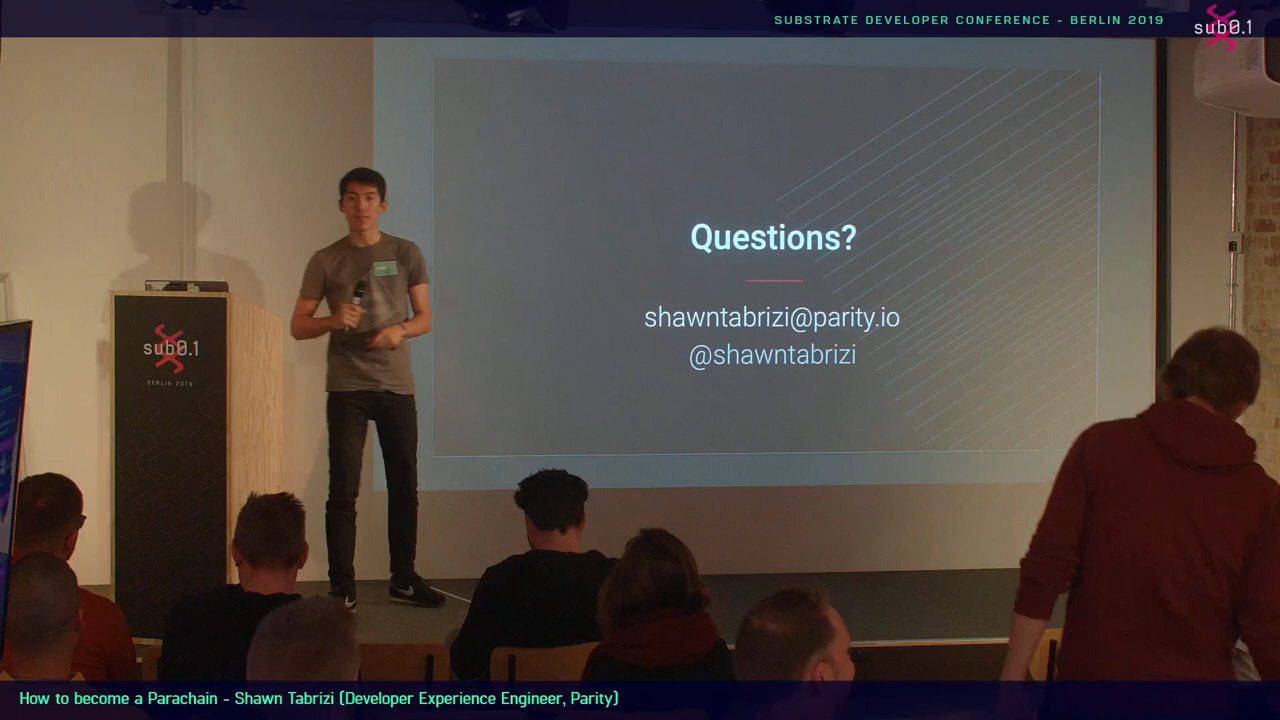 SUBSTRATE DEVELOPER CONFERENCE - BERLIN 2019
sub0.1
Questions?
shawntabrizi@parity.io
@shawntabrizi
sub0.1
BERLIN 2019
How to become a Parachain - Shawn Tabrizi (Developer Experience Engineer, Parity)